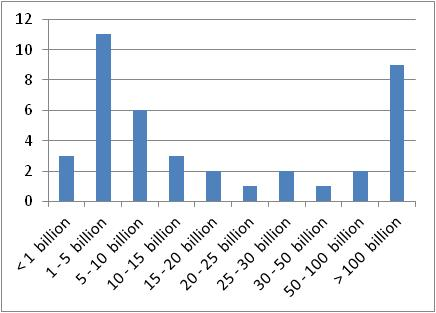 12
10
8
6
4
2
0
< 1 billion
1 - 5 billion
5 - 10 billion
10 - 15 billion
15 - 20 billion
20 - 25 billion
25 - 30 billion
30 - 50 billion
50 - 100 billion
> 100 billion